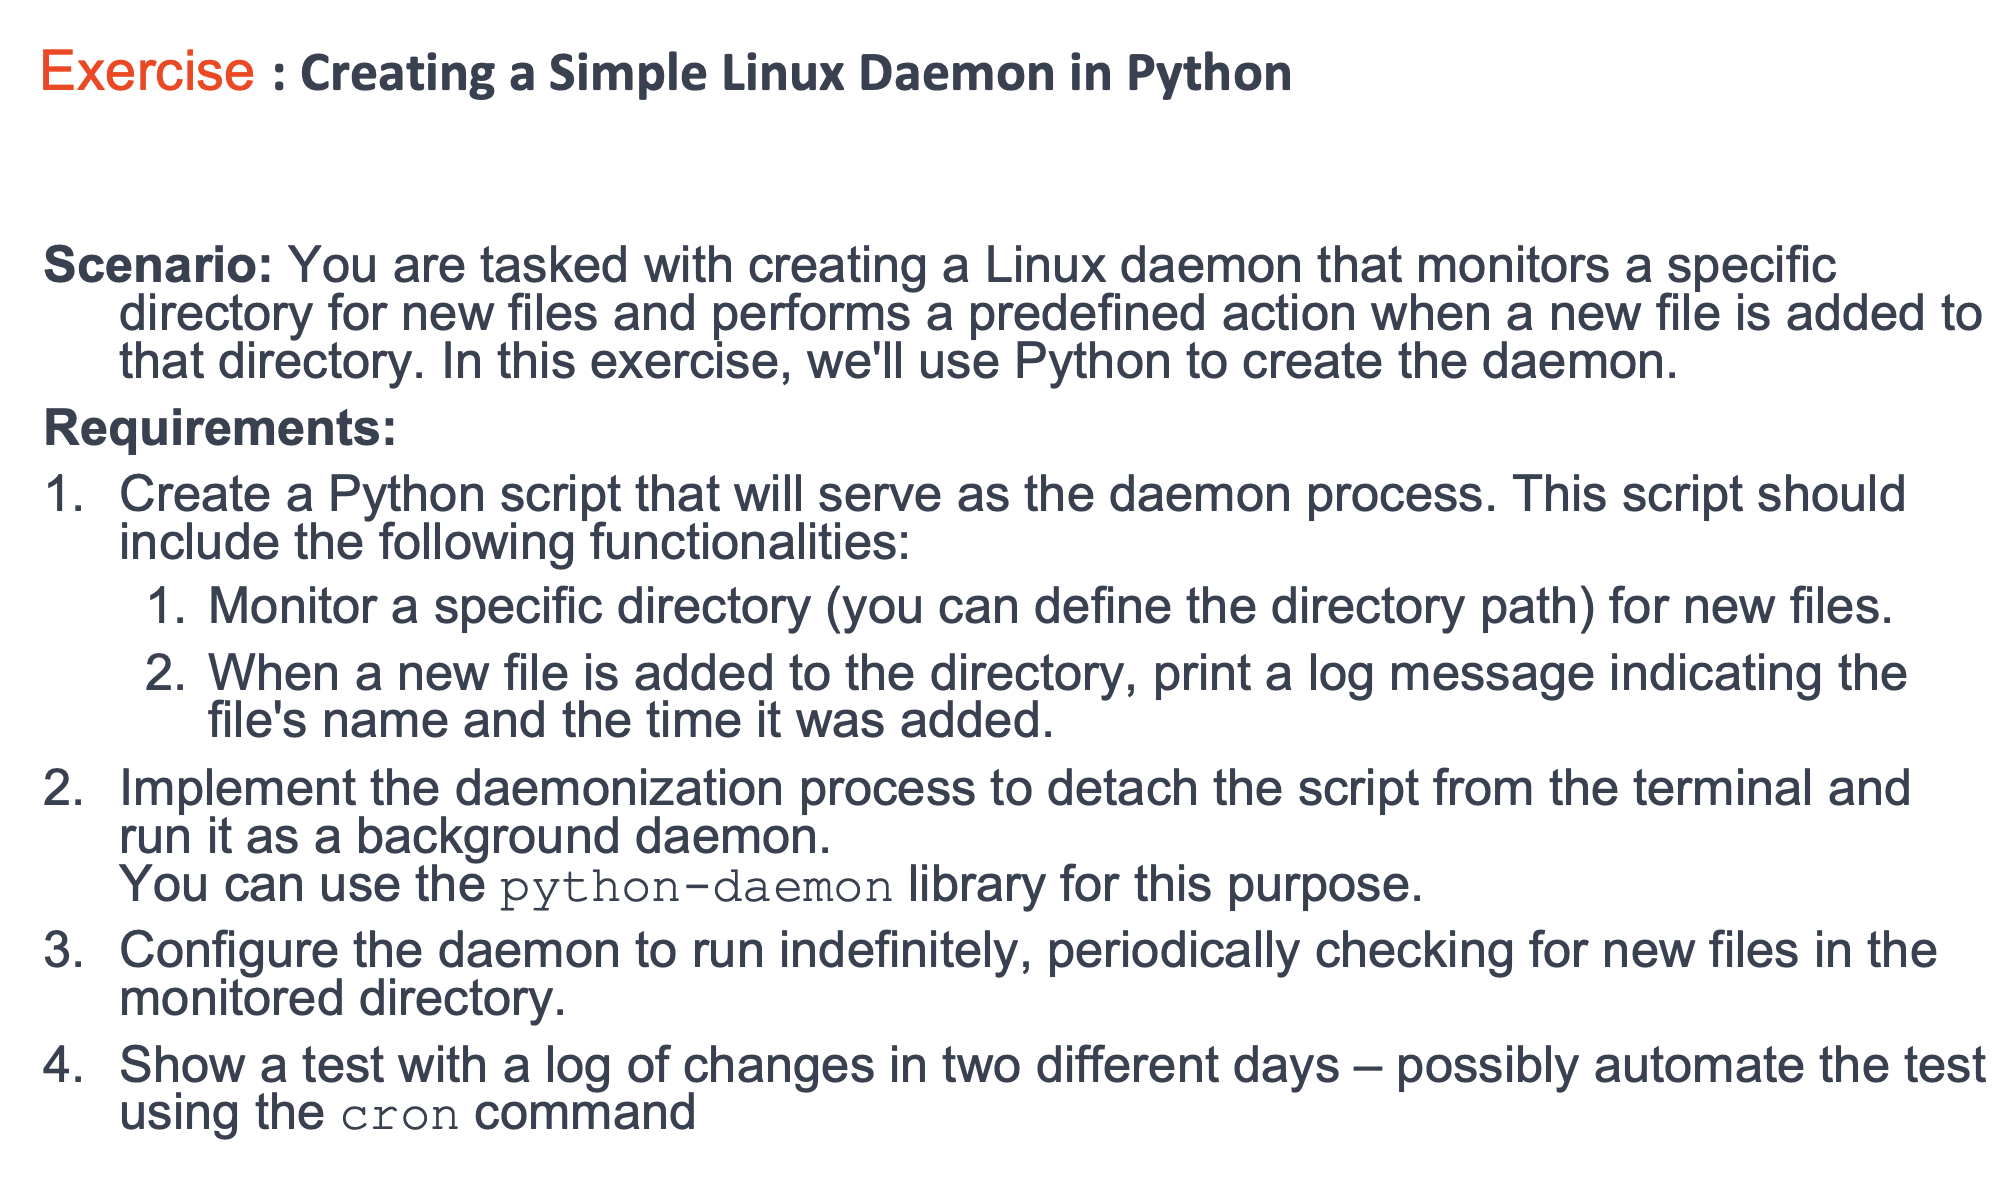 Exercise : Creating a Simple Linux Daemon in Python
Scenario: You are tasked with creating a Linux daemon that monitors a specific
directory for new files and performs a predefined action when a new file is added to
that directory. In this exercise, we'll use Python to create the daemon.
Requirements:
1. Create a Python script that will serve as the daemon process. This script should
include the following functionalities:
1. Monitor a specific directory (you can define the directory path) for new files.
2. When a new file is added to the directory, print a log message indicating the
file's name and the time it was added.
2. Implement the daemonization process to detach the script from the terminal and
run it as a background daemon.
You can use the python-daemon library for this purpose.
3. Configure the daemon to run indefinitely, periodically checking for new files in the
monitored directory.
4. Show a test with a log of changes in two different days – possibly automate the test
using the cron command